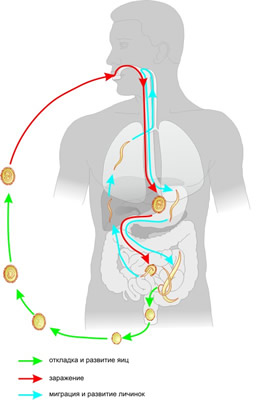 откладка и развитие яиц
заражение
миграция и развитие личинок